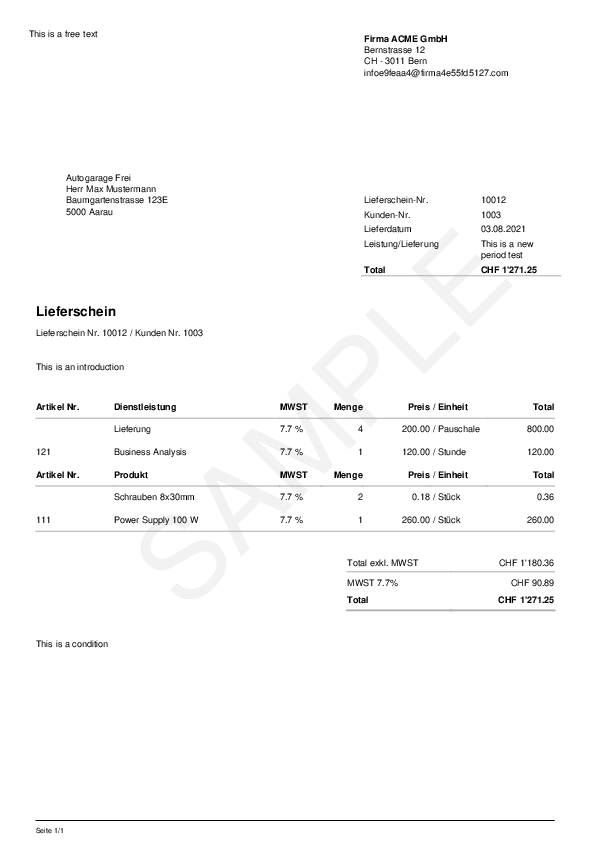 This is a free text
Firma ACME GmbH
Bernstrasse 12
CH - 3011 Bern
infoe9feaa4@firma4e55fd5127.com
Autogarage Frei
Herr Max Mustermann
Baumgartenstrasse 123E
5000 Aarau
Lieferschein-Nr. 10012
Kunden-Nr. 1003
Lieferdatum 03.08.2021
Leistung/Lieferung This is a new
period test
Total CHF 1'271.25
Lieferschein
Lieferschein Nr. 10012 / Kunden Nr. 1003
This is an introduction
Artikel Nr. Dienstleistung MWST Menge Preis / Einheit Total
Lieferung 7.7 % 4 200.00 / Pauschale 800.00
121 Business Analysis 7.7 % 1 120.00 / Stunde 120.00
Artikel Nr. Produkt MWST Menge Preis / Einheit Total
Schrauben 8x30mm 7.7 % 2 0.18 / Stück 0.36
111 Power Supply 100 W 7.7 % 1 260.00 / Stück 260.00
Total exkl. MWST CHF 1'180.36
MWST 7.7% CHF 90.89
Total CHF 1'271.25
This is a condition
Seite 1/1
SAMPLE